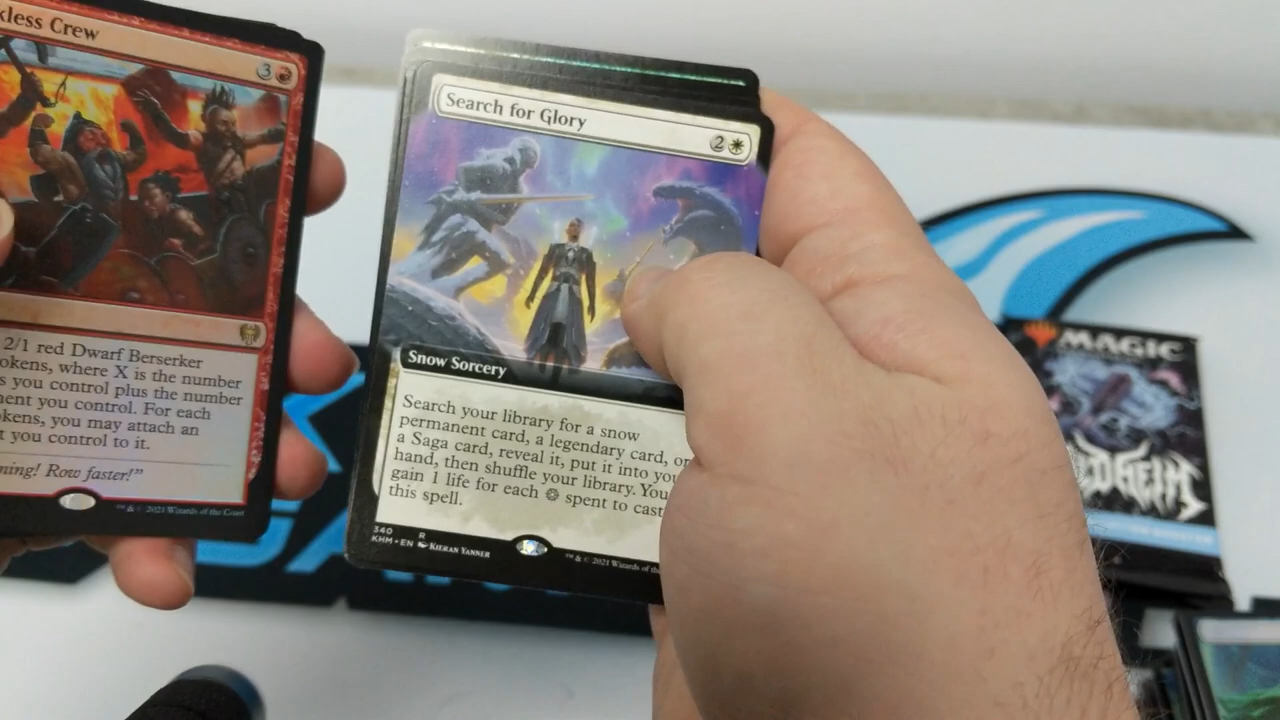 kless Crew
3
2/1 red Dwarf Berserker
okens, where X is the number
s you control plus the number
ment you control. For each
okens, you may attach an
t you control to it.
ning! Row faster!”
™ & © 2021 Wizards of the Coast
Search for Glory
2
Snow Sorcery
Search your library for a snow
permanent card, a legendary card, or
a Saga card, reveal it, put it into you
hand, then shuffle your library. You
gain 1 life for each spent to cast
this spell.
340 R
KHM • EN KIERAN YANNER
™ & © 2021 Wizards of the
MAGIC
DHEIM